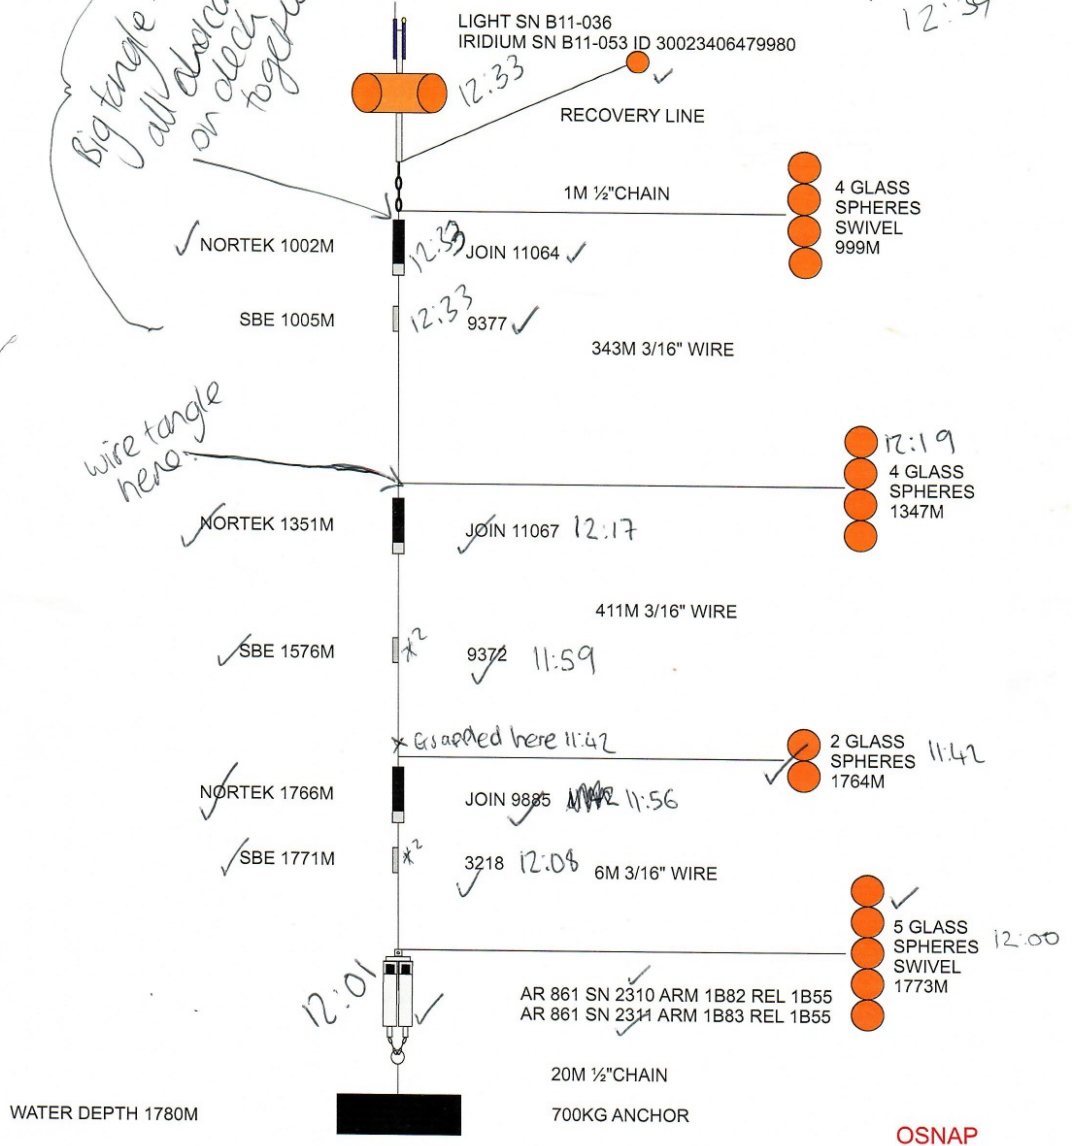 LIGHT SN B11-036
IRIDIUM SN B11-053 ID 30023406479980
12:33
RECOVERY LINE
Big tangle
all
on deck
1M ½"CHAIN
4 GLASS
SPHERES
SWIVEL
999M
NORTEK 1002M
12:33
JOIN 11064
SBE 1005M
12:33
9377
343M 3/16" WIRE
wire tangle
here.
12:19
4 GLASS
SPHERES
1347M
NORTEK 1351M
JOIN 11067 12:17
411M 3/16" WIRE
SBE 1576M
x2
9372 11:59
x Grappled here 11:42
2 GLASS
SPHERES
1764M
11:42
NORTEK 1766M
JOIN 9885 11:56
SBE 1771M
x2
3218 12:08
6M 3/16" WIRE
5 GLASS
SPHERES
SWIVEL
1773M
12:00
12:01
AR 861 SN 2310 ARM 1B82 REL 1B55
AR 861 SN 2311 ARM 1B83 REL 1B55
20M ½"CHAIN
WATER DEPTH 1780M
700KG ANCHOR
OSNAP